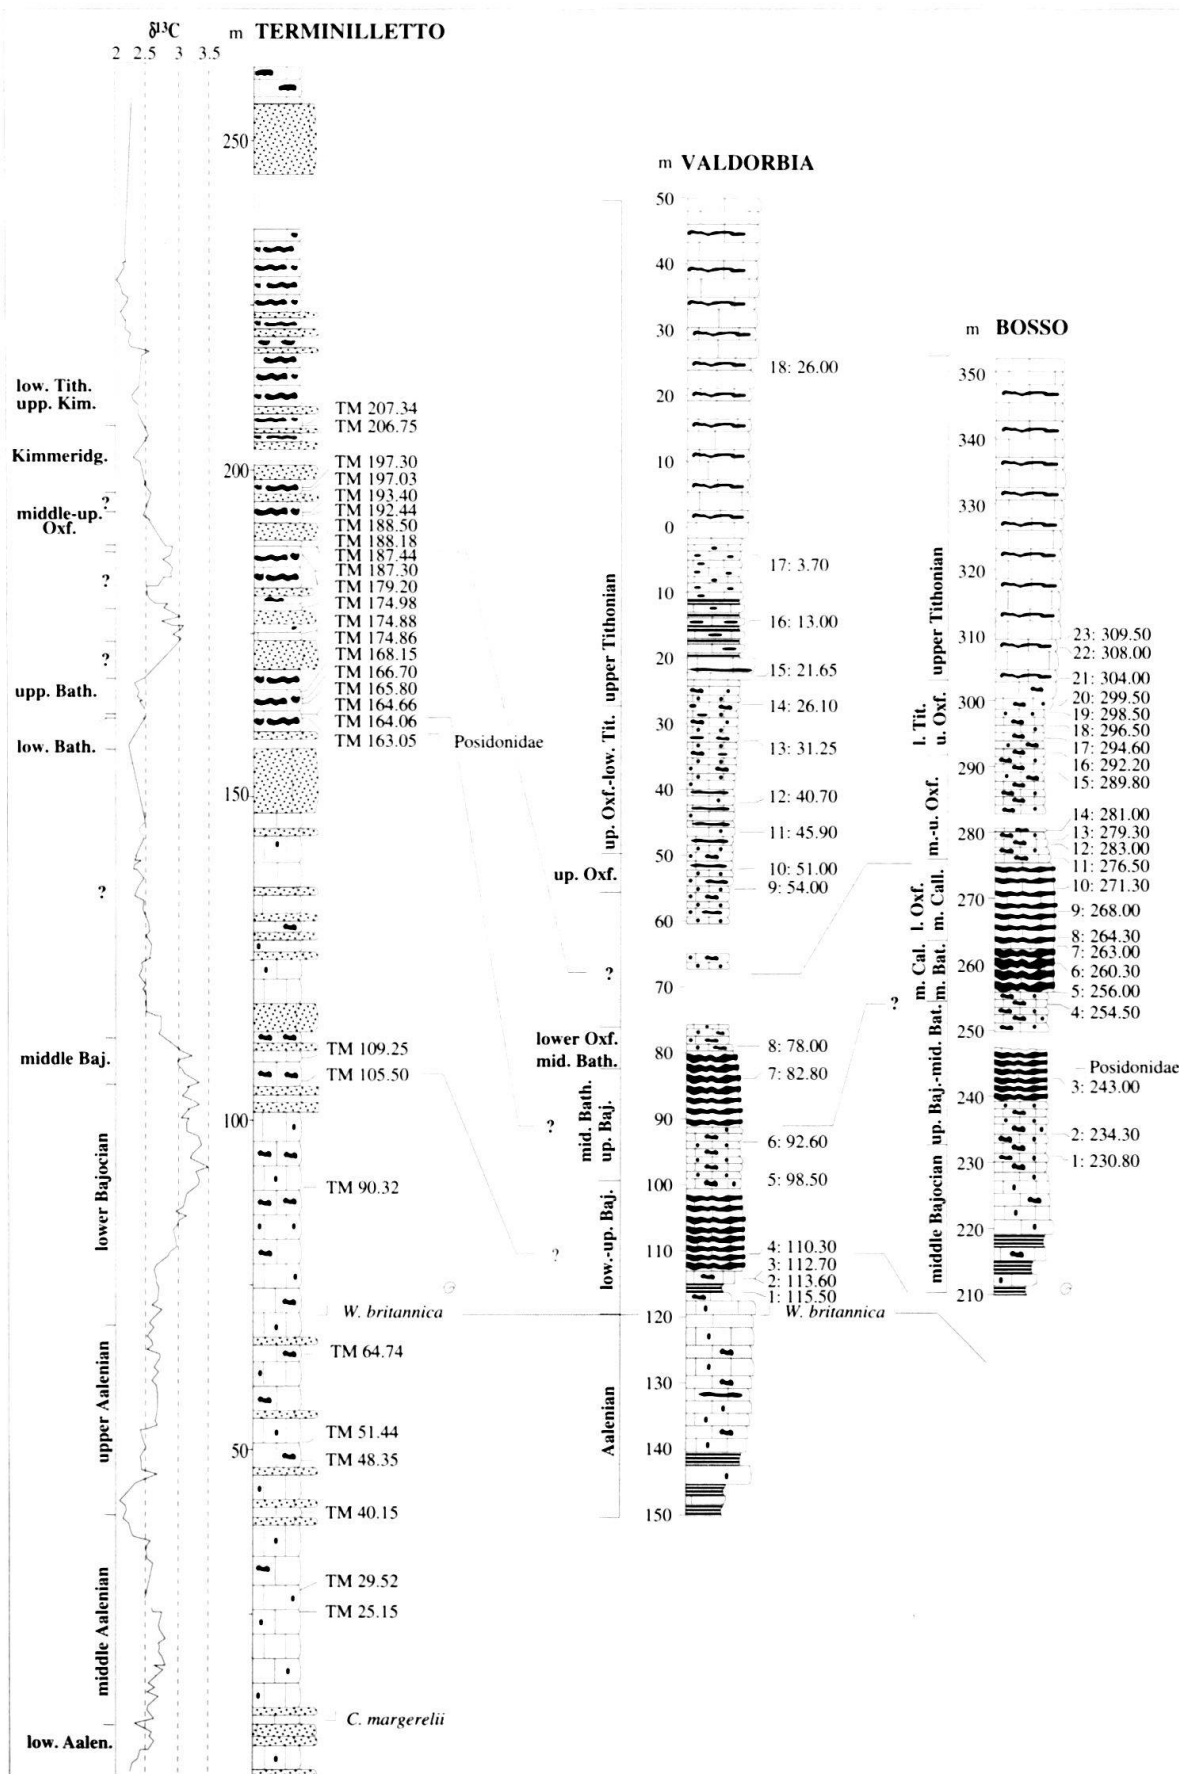 δ13C
m TERMINILLETTO
2 2.5 3 3.5
250
200
150
100
50
low. Tith.
upp. Kim.
Kimmeridg.
?
middle-up.
Oxf.
?
?
upp. Bath.
low. Bath.
?
middle Baj.
lower Bajocian
upper Aalenian
middle Aalenian
low. Aalen.
TM 207.34
TM 206.75
TM 197.30
TM 197.03
TM 193.40
TM 192.44
TM 188.50
TM 188.18
TM 187.44
TM 187.30
TM 179.20
TM 174.98
TM 174.88
TM 174.86
TM 168.15
TM 166.70
TM 165.80
TM 164.66
TM 164.06
TM 163.05
Posidonidae
TM 109.25
TM 105.50
TM 90.32
W. britannica
TM 64.74
TM 51.44
TM 48.35
TM 40.15
TM 29.52
TM 25.15
C. margerelii
m VALDORBIA
50
40
30
20
10
0
10
20
30
40
50
60
70
80
90
100
110
120
130
140
150
upper Tithonian
up. Oxf.-low. Tit.
up. Oxf.
?
lower Oxf.
mid. Bath.
?
mid. Bath.
up. Baj.
?
low.-up. Baj.
Aalenian
18: 26.00
17: 3.70
16: 13.00
15: 21.65
14: 26.10
13: 31.25
12: 40.70
11: 45.90
10: 51.00
9: 54.00
8: 78.00
7: 82.80
6: 92.60
5: 98.50
4: 110.30
3: 112.70
2: 113.60
1: 115.50
W. britannica
m BOSSO
350
340
330
320
310
300
290
280
270
260
250
240
230
220
210
upper Tithonian
l. Tit.
u. Oxf.
m.-u. Oxf.
l. Oxf.
m. Call.
m. Cal.
m. Bat.
?
up. Baj.-mid. Bat.
middle Bajocian
23: 309.50
22: 308.00
21: 304.00
20: 299.50
19: 298.50
18: 296.50
17: 294.60
16: 292.20
15: 289.80
14: 281.00
13: 279.30
12: 283.00
11: 276.50
10: 271.30
9: 268.00
8: 264.30
7: 263.00
6: 260.30
5: 256.00
4: 254.50
Posidonidae
3: 243.00
2: 234.30
1: 230.80